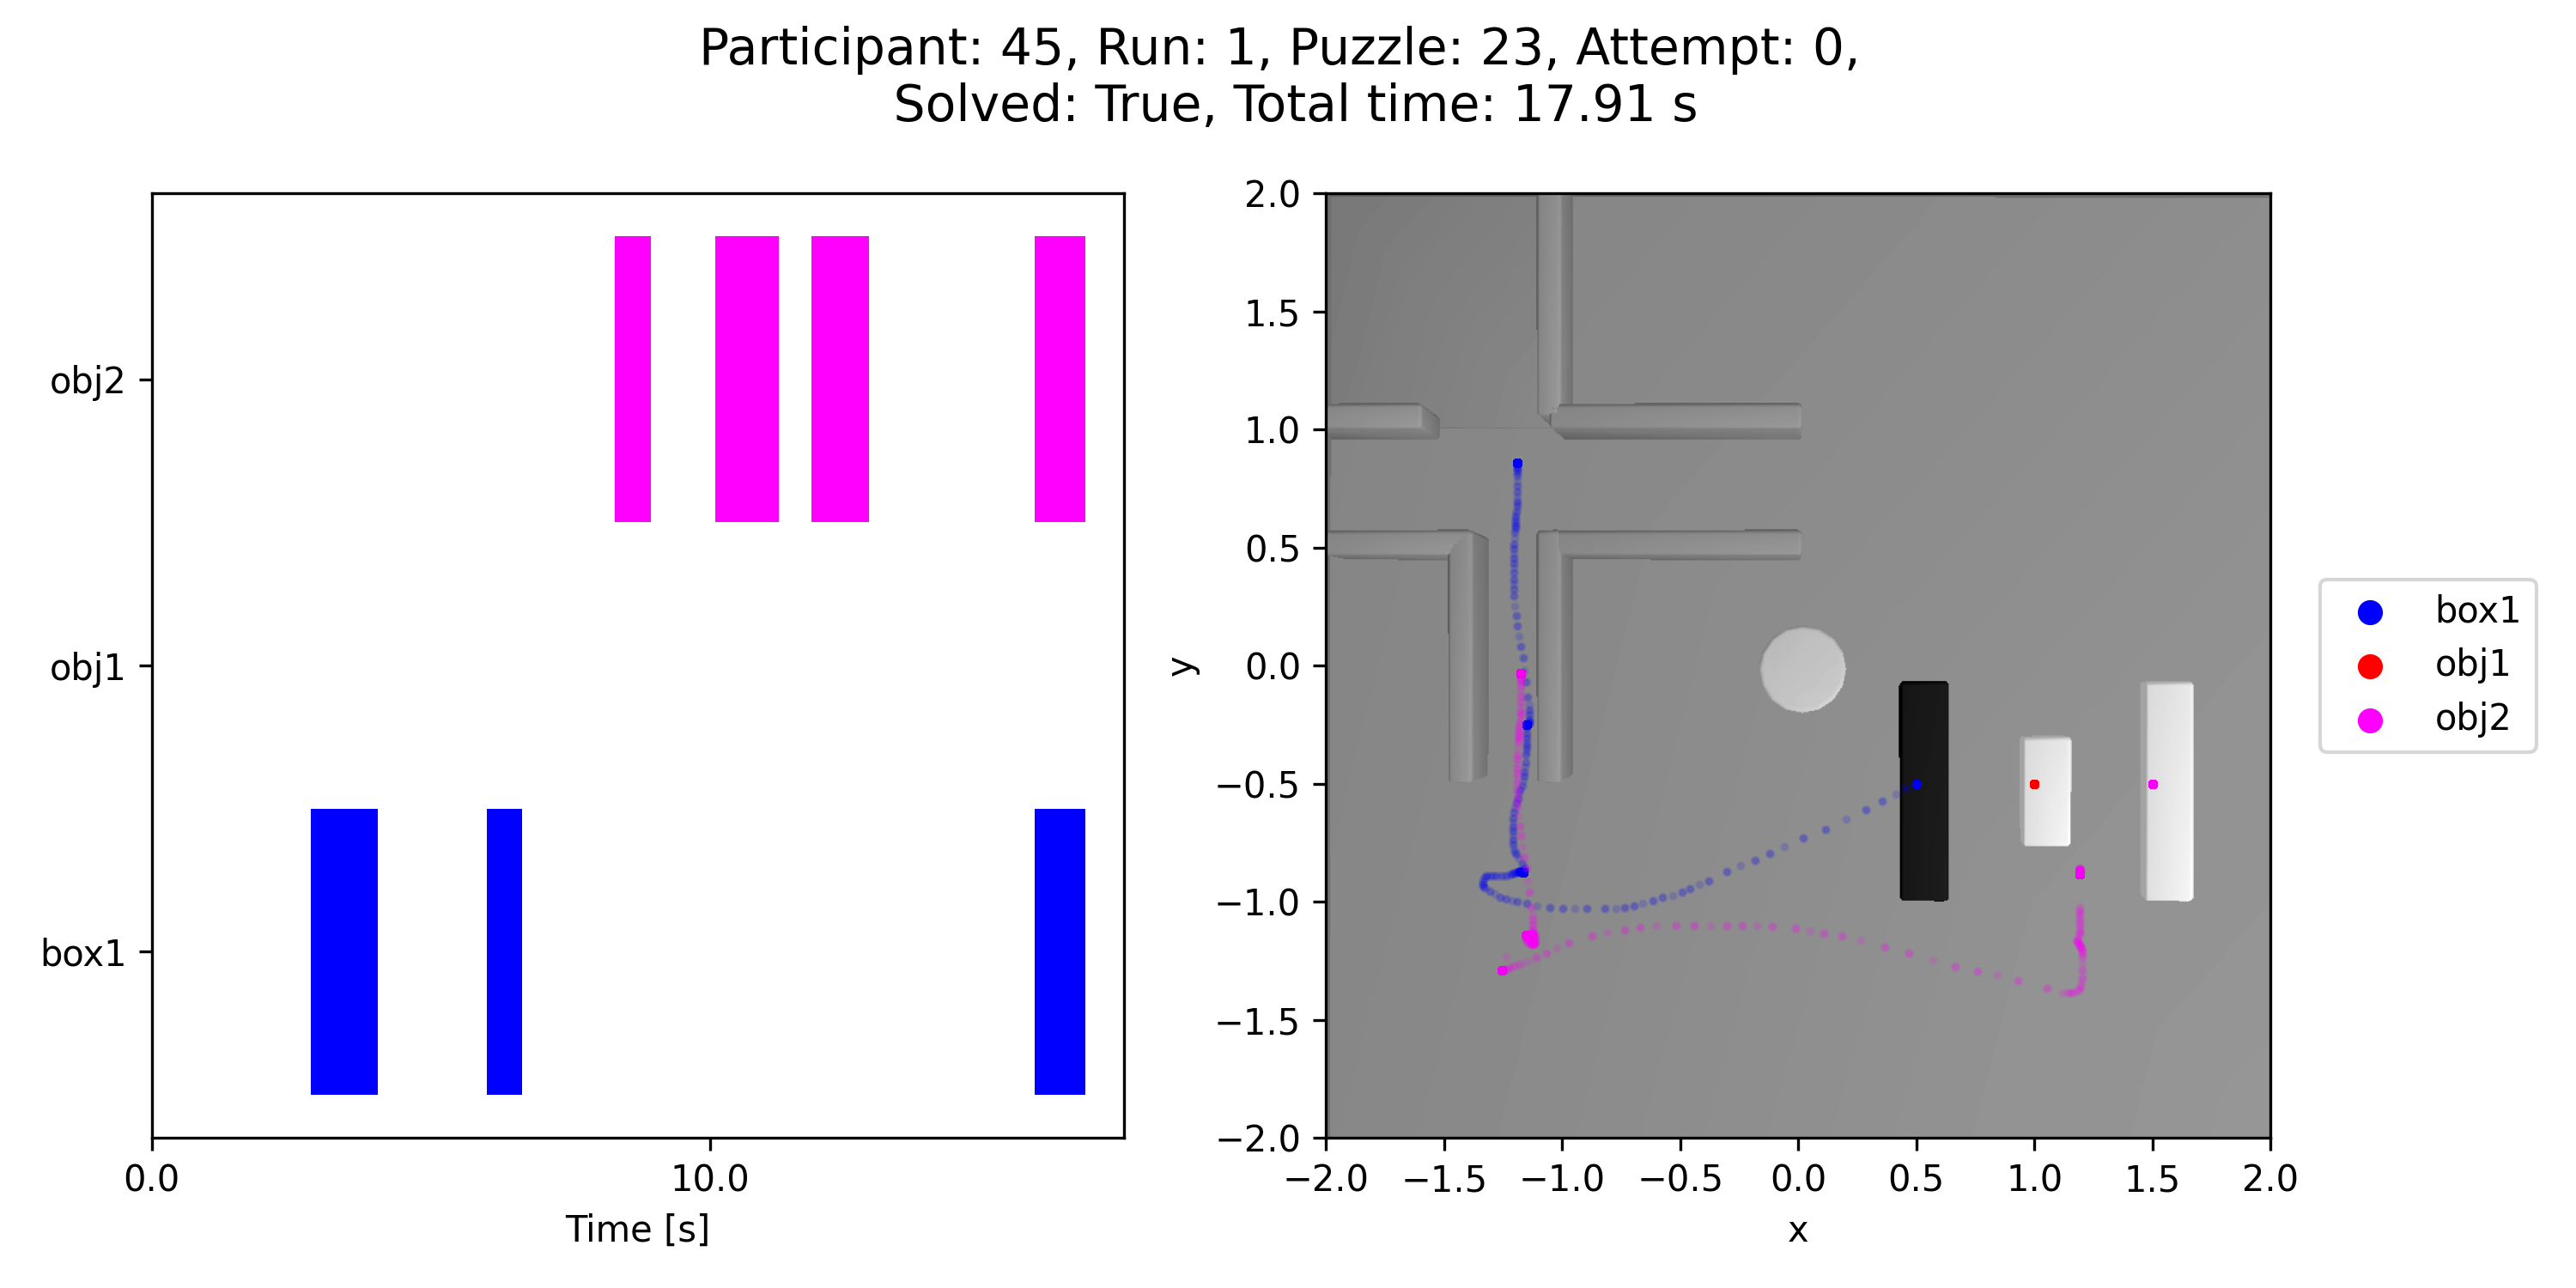 Participant: 45, Run: 1, Puzzle: 23, Attempt: 0,
Solved: True, Total time: 17.91 s
obj2
obj1
box1
0.0
10.0
Time [s]
2.0
1.5
1.0
0.5
0.0
−0.5
−1.0
−1.5
−2.0
y
−2.0
−1.5
−1.0
−0.5
0.0
0.5
1.0
1.5
2.0
x
box1
obj1
obj2